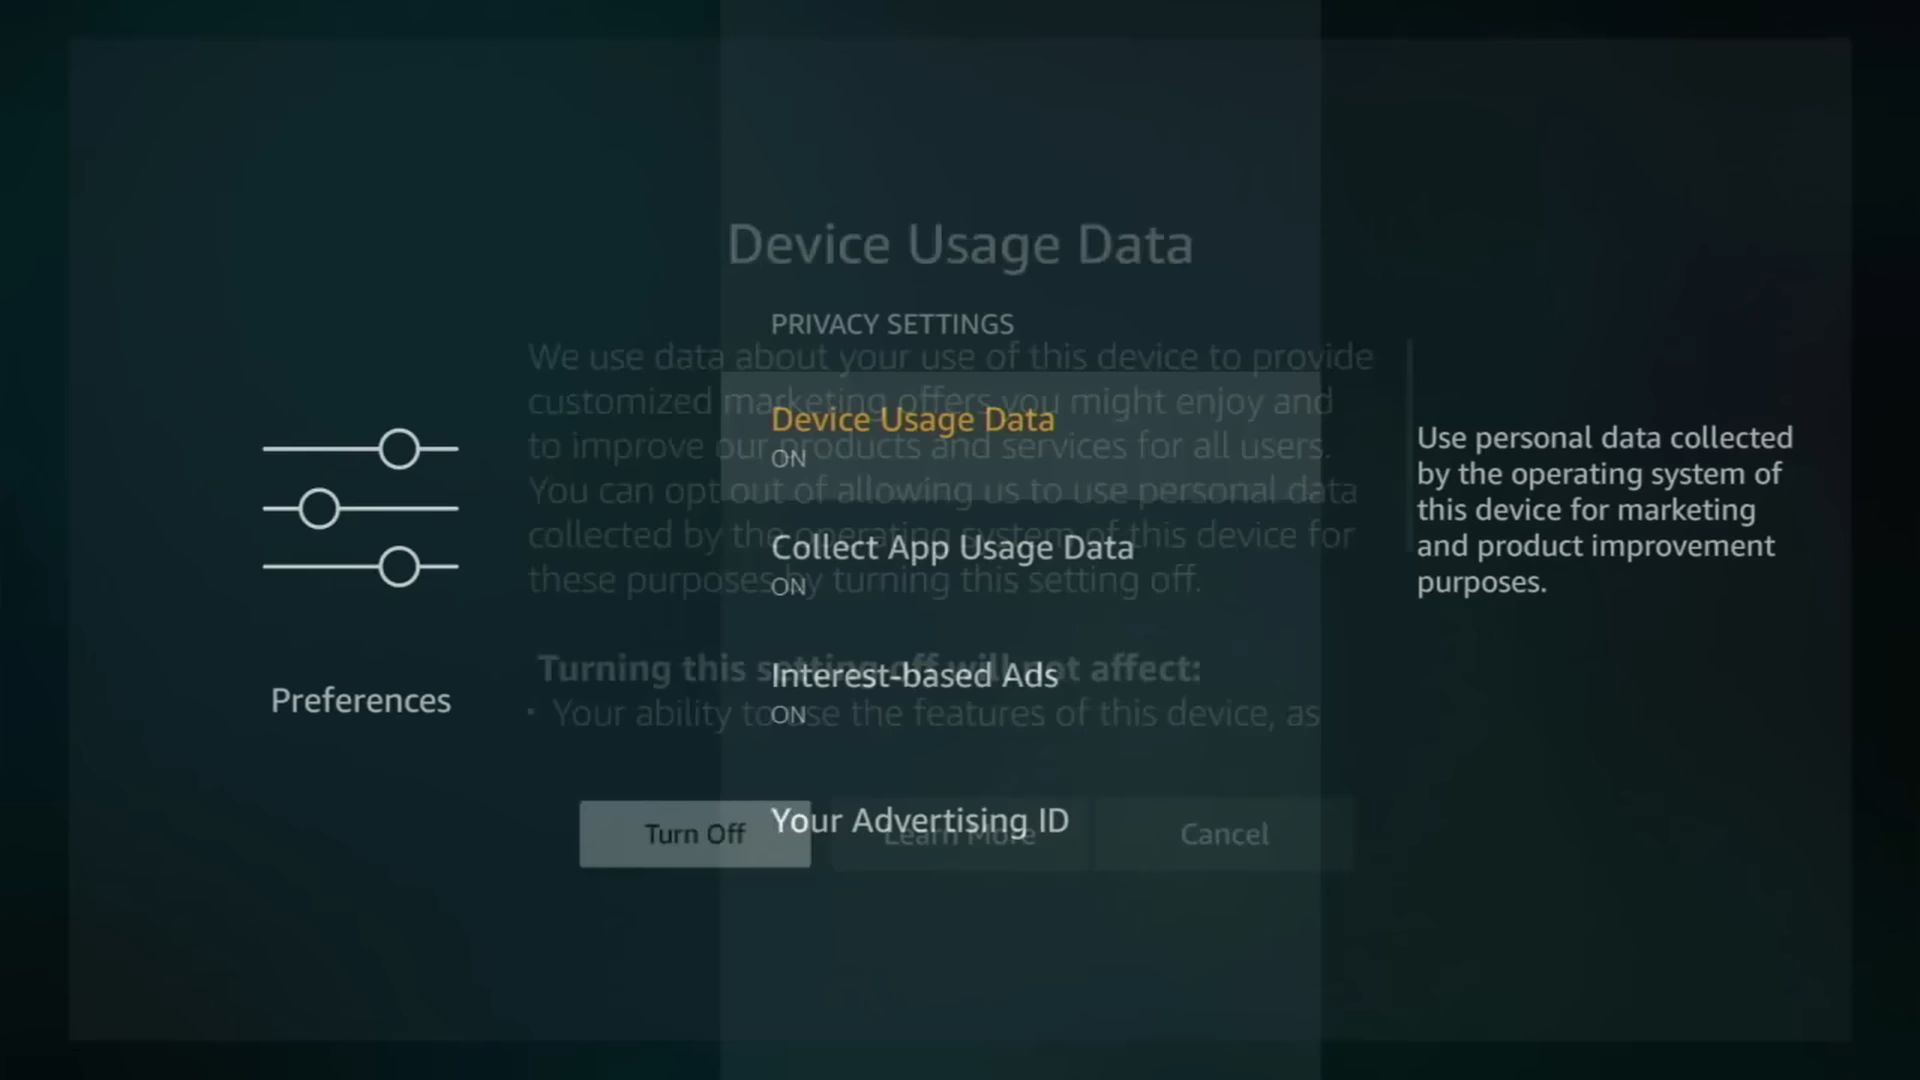 Device Usage Data
PRIVACY SETTINGS
We use data about your use of this device to provide
customized marketing offers you might enjoy and
to improve our products and services for all users.
You can opt out of allowing us to use personal data
collected by the operating system of this device for
these purposes by turning this setting off.
Turning this setting off will not affect:
• Your ability to use the features of this device, as
Turn Off
Learn More
Cancel
Preferences
Device Usage Data
ON
Collect App Usage Data
ON
Interest-based Ads
ON
Your Advertising ID
Use personal data collected
by the operating system of
this device for marketing
and product improvement
purposes.